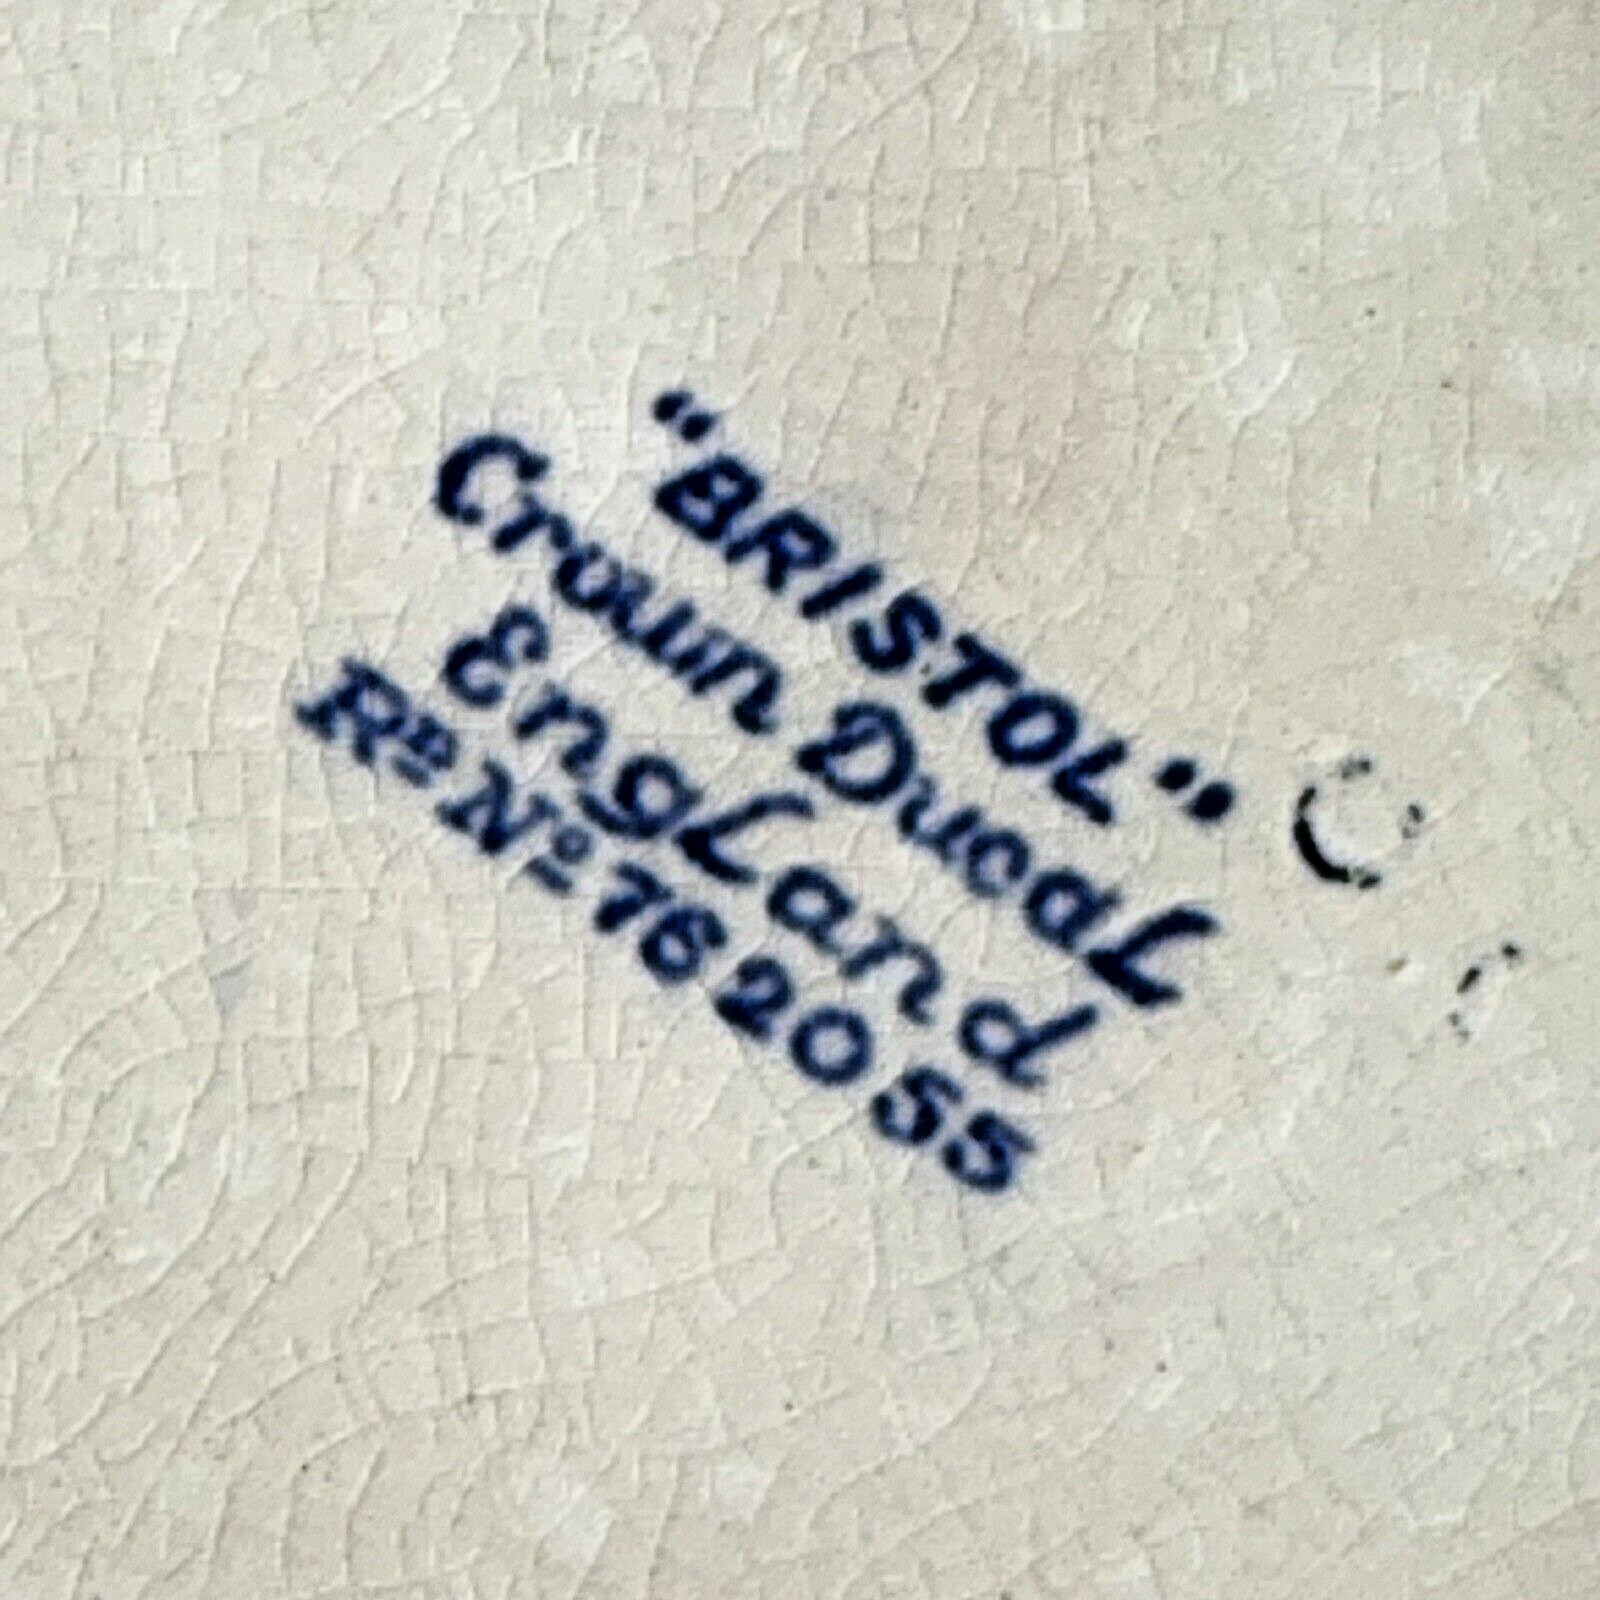 "BRISTOL"
Crown Ducal
England
Rᴰ Nº 762055